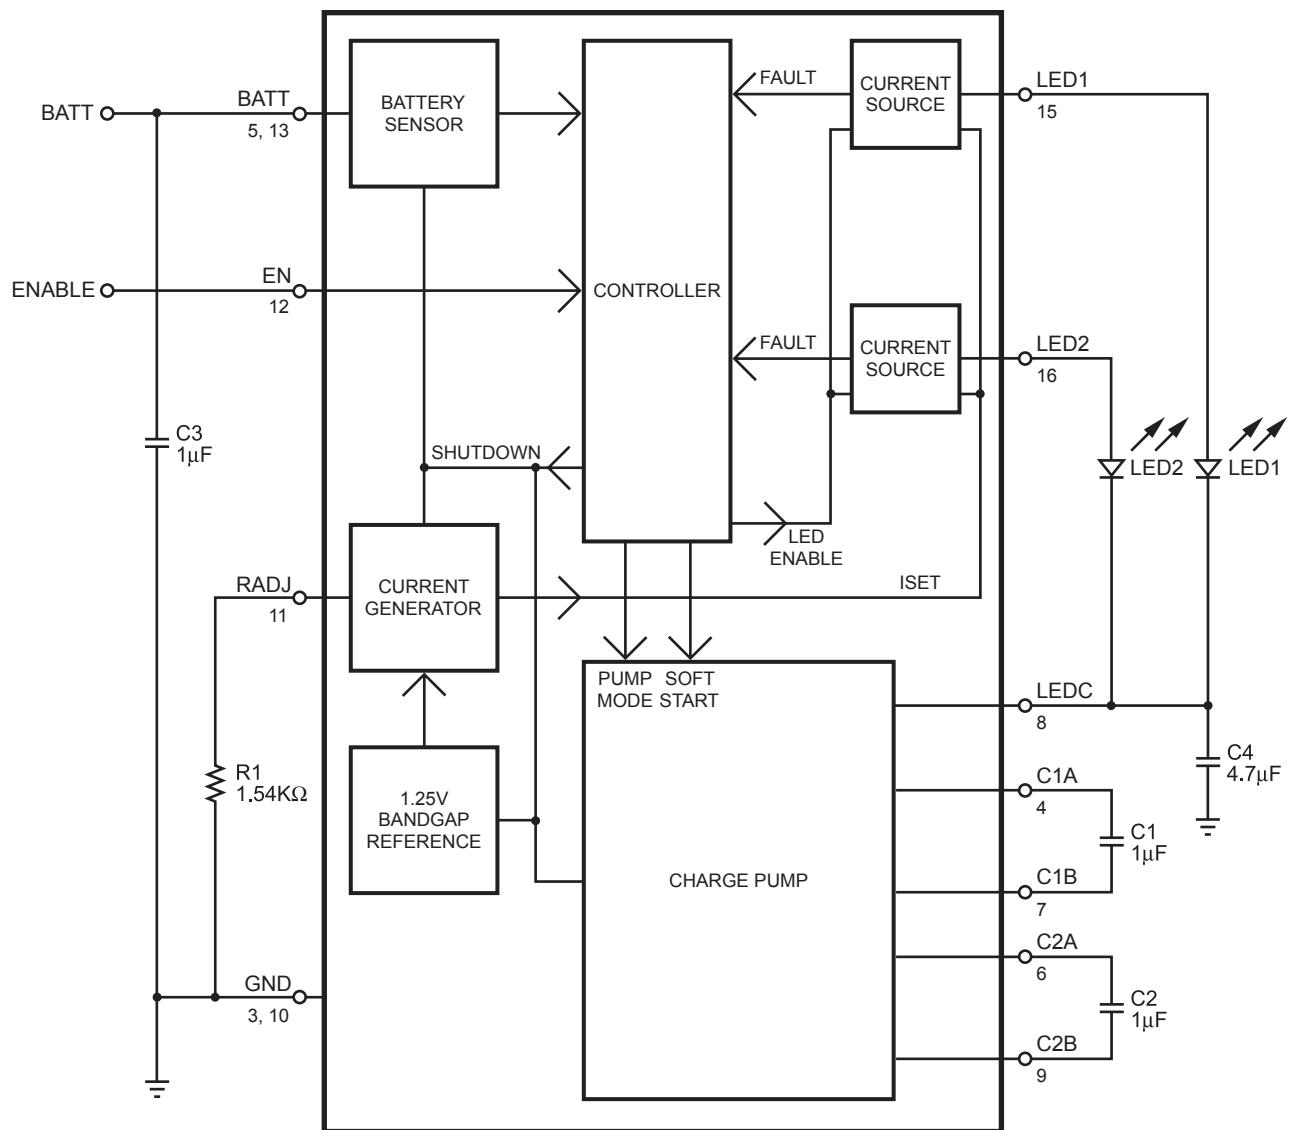 BATT
BATT
5, 13
BATTERY
SENSOR
FAULT
CURRENT
SOURCE
LED1
15
ENABLE
EN
12
CONTROLLER
FAULT
CURRENT
SOURCE
LED2
16
C3
1µF
SHUTDOWN
LED2
LED1
LED
ENABLE
RADJ
11
CURRENT
GENERATOR
ISET
PUMP
MODE
SOFT
START
LEDC
8
R1
1.54KΩ
1.25V
BANDGAP
REFERENCE
C4
4.7µF
C1A
4
C1
1µF
CHARGE PUMP
C1B
7
C2A
6
GND
3, 10
C2
1µF
C2B
9